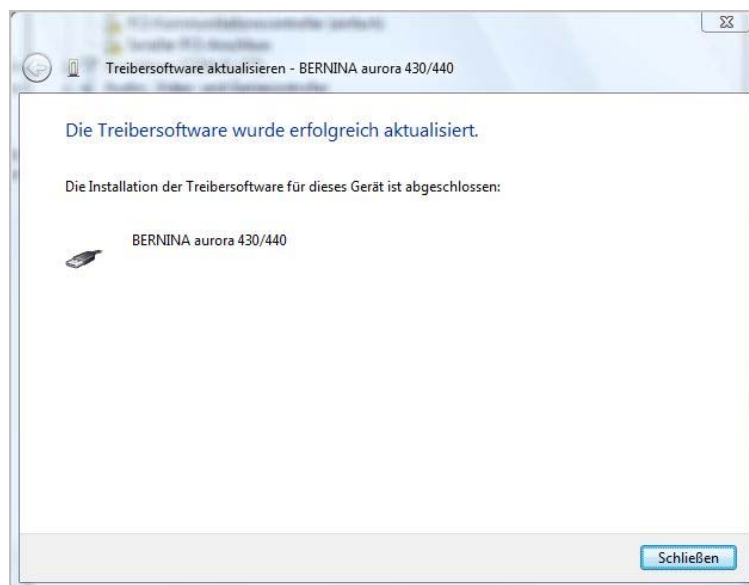 Treibersoftware aktualisieren - BERNINA aurora 430/440
Die Treibersoftware wurde erfolgreich aktualisiert.
Die Installation der Treibersoftware für dieses Gerät ist abgeschlossen:
BERNINA aurora 430/440
Schließen